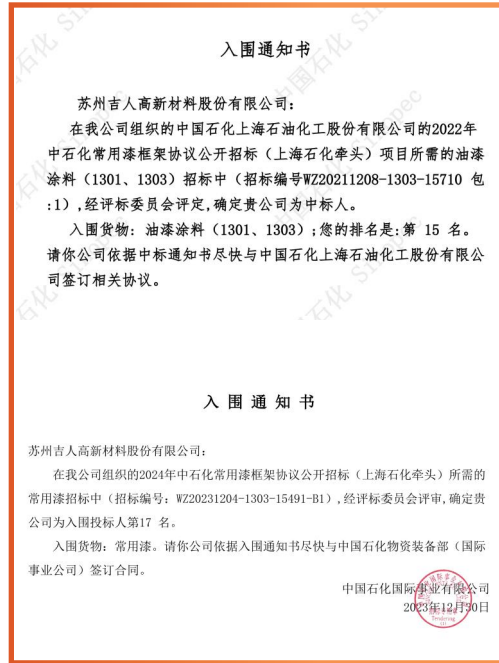 入围通知书
苏州吉人高新材料股份有限公司：
在我公司组织的中国石化上海石油化工股份有限公司的2022年
中石化常用漆框架协议公开招标（上海石化牵头）项目所需的油漆
涂料（1301、1303）招标中（招标编号WZ20211208-1303-15710 包
:1），经评标委员会评定,确定贵公司为中标人。
入围货物：油漆涂料（1301、1303）;您的排名是:第 15 名。
请你公司依据中标通知书尽快与中国石化上海石油化工股份有限公
司签订相关协议。
入 围 通 知 书
苏州吉人高新材料股份有限公司：
在我公司组织的2024年中石化常用漆框架协议公开招标（上海石化牵头）所需的
常用漆招标中（招标编号：WZ20231204-1303-15491-B1）,经评标委员会评审,确定贵
公司为入围投标人第17 名。
入围货物：常用漆。请你公司依据入围通知书尽快与中国石化物资装备部（国际
事业公司）签订合同。
中国石化国际事业有限公司
2023年12月30日